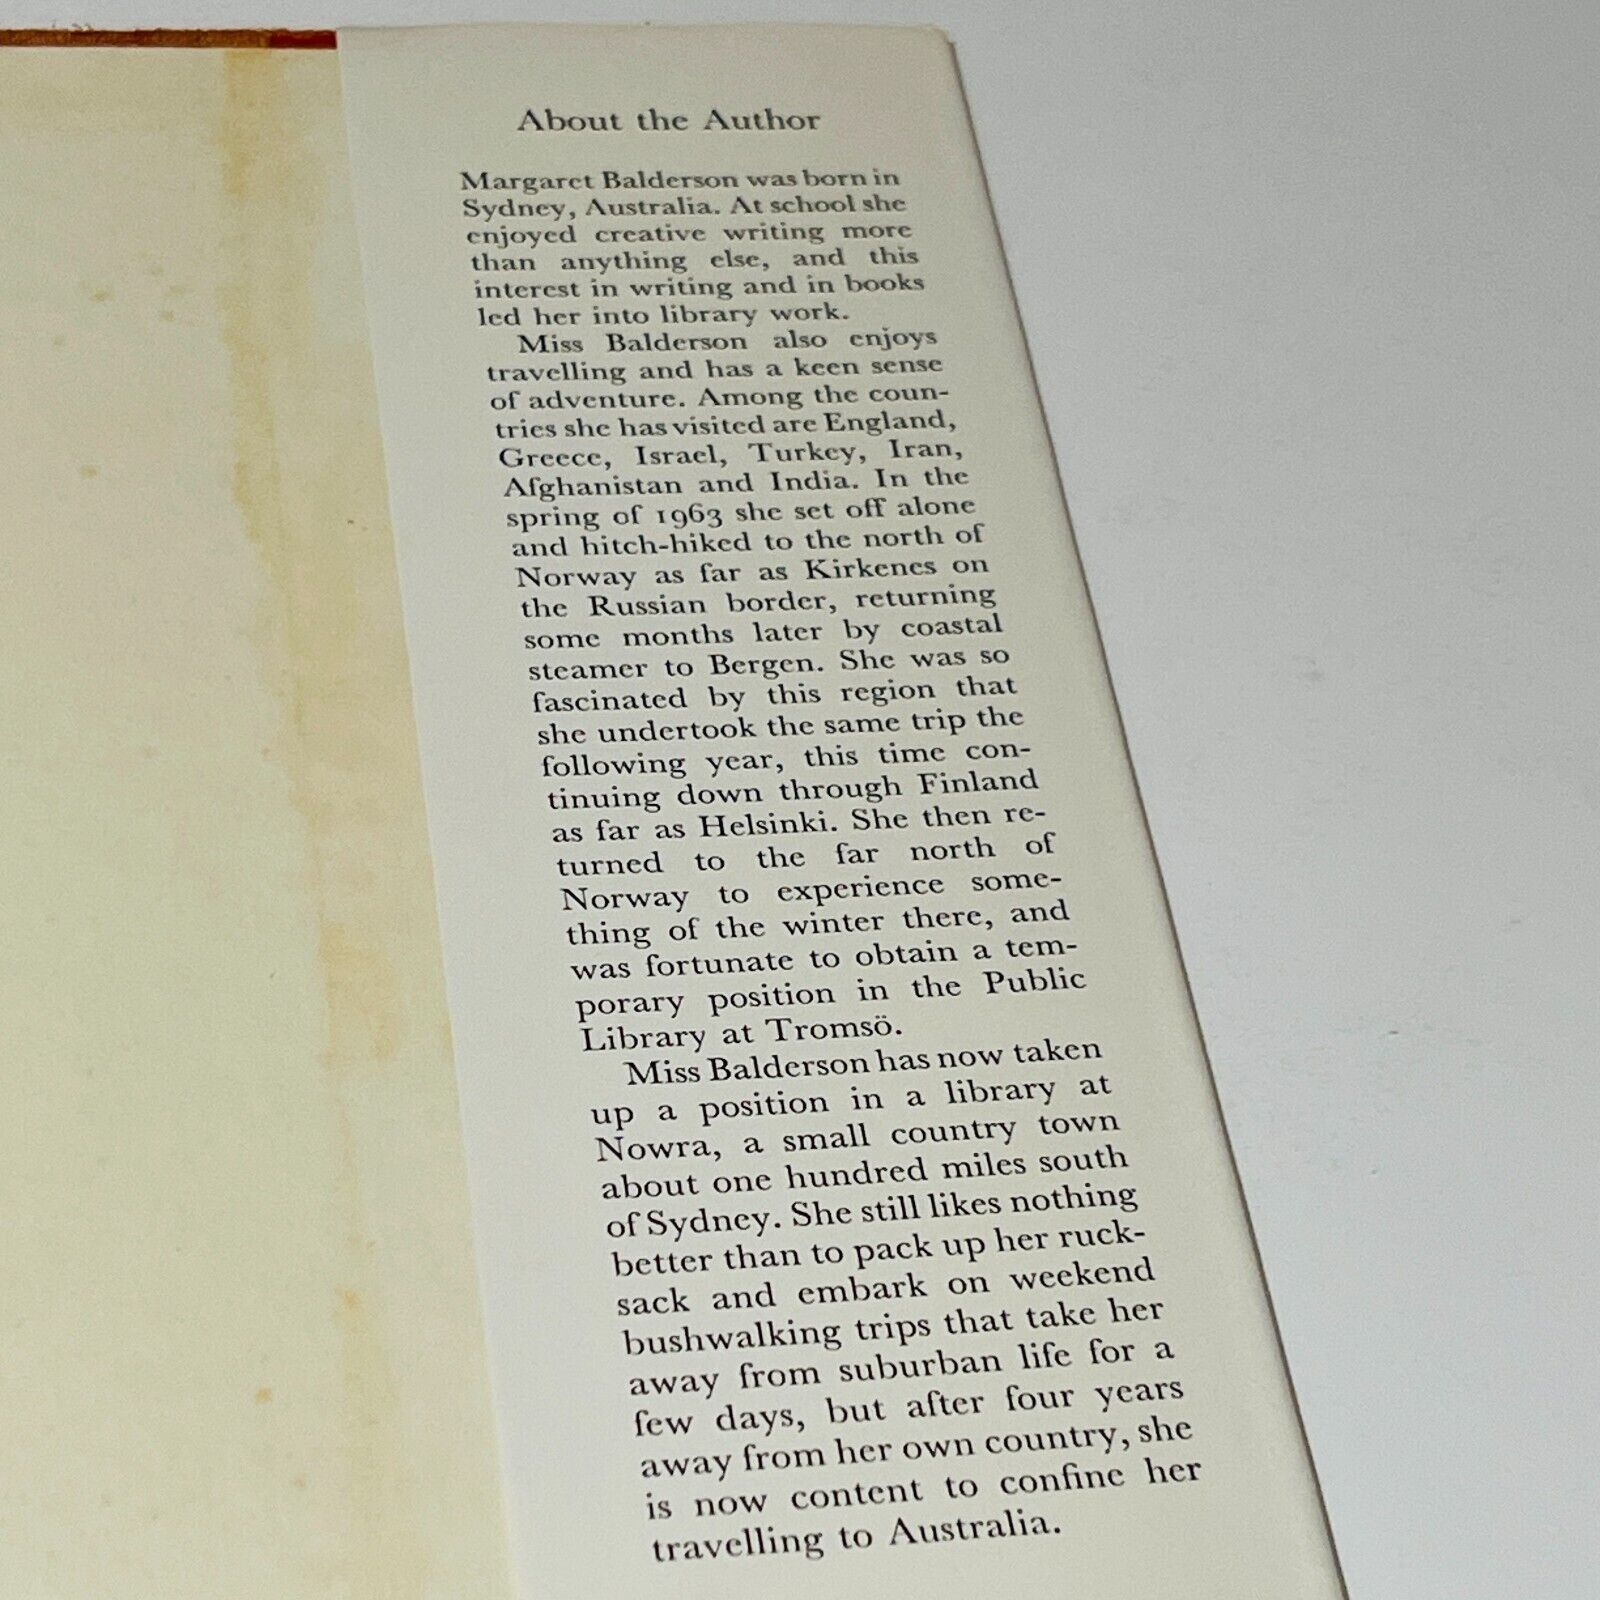 About the Author
Margaret Balderson was born in
Sydney, Australia. At school she
enjoyed creative writing more
than anything else, and this
interest in writing and in books
led her into library work.
Miss Balderson also enjoys
travelling and has a keen sense
of adventure. Among the coun-
tries she has visited are England,
Greece, Israel, Turkey, Iran,
Afghanistan and India. In the
spring of 1963 she set off alone
and hitch-hiked to the north of
Norway as far as Kirkenes on
the Russian border, returning
some months later by coastal
steamer to Bergen. She was so
fascinated by this region that
she undertook the same trip the
following year, this time con-
tinuing down through Finland
as far as Helsinki. She then re-
turned to the far north of
Norway to experience some-
thing of the winter there, and
was fortunate to obtain a tem-
porary position in the Public
Library at Tromsö.
Miss Balderson has now taken
up a position in a library at
Nowra, a small country town
about one hundred miles south
of Sydney. She still likes nothing
better than to pack up her ruck-
sack and embark on weekend
bushwalking trips that take her
away from suburban life for a
few days, but after four years
away from her own country, she
is now content to confine her
travelling to Australia.